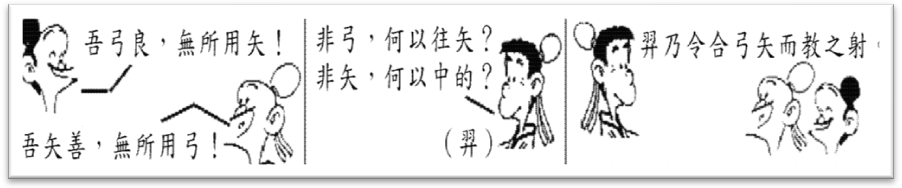 吾弓良，無所用矢！
吾矢善，無所用弓！
非弓，何以往矢？
非矢，何以中的？
（羿）
羿乃令合弓矢而教之射。